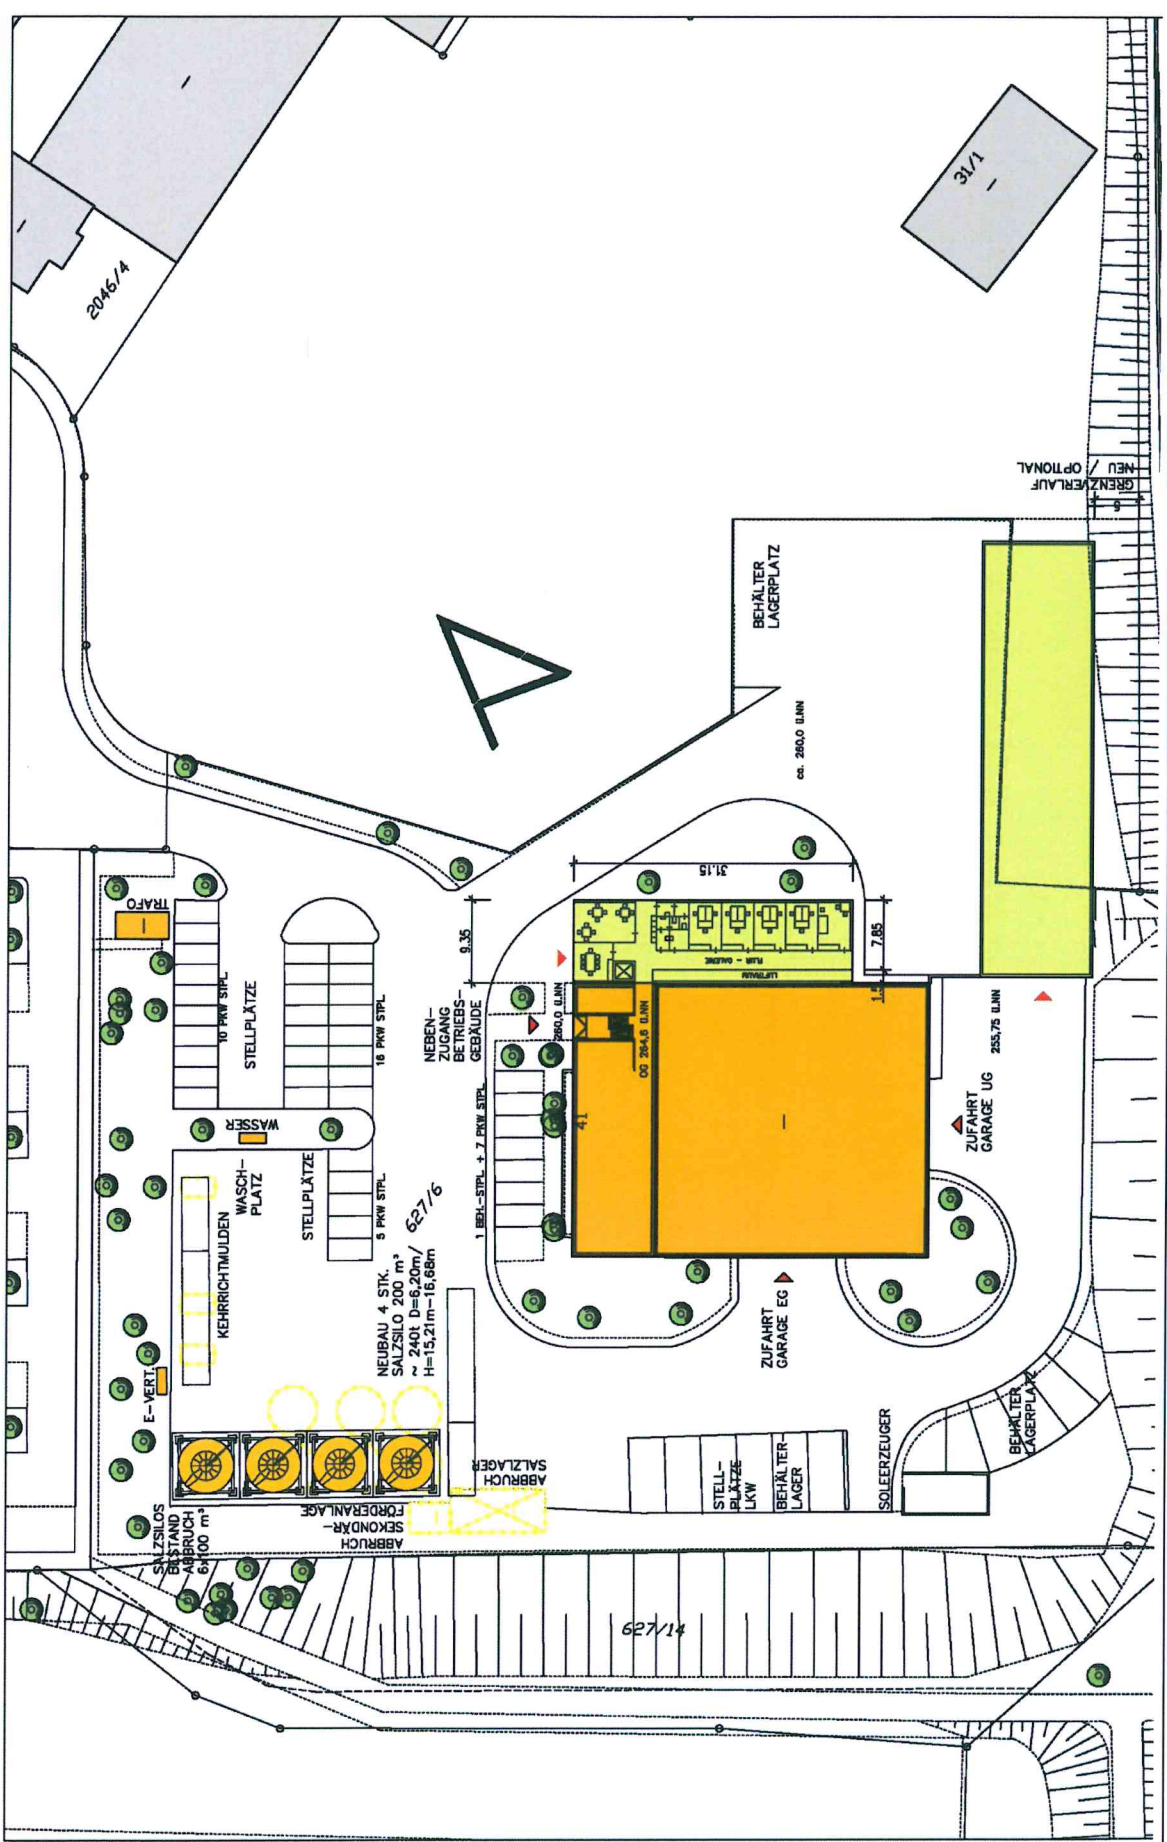 2046/4
31/1
GRENZVERLAUF
NEU / OPTIONAL
6
BEHÄLTER
LAGERPLATZ
ca. 260,0 Ü.NN
31.15
9.35
7.85
1.5
FLUR - GALERIE
LUFTRAUM
TRAFO
10 PKW STPL.
STELLPLÄTZE
16 PKW STPL.
NEBEN-
ZUGANG
BETRIEBS-
GEBÄUDE
260,0 Ü.NN
OG 264,6 Ü.NN
255,75 Ü.NN
WASSER
WASCH-
PLATZ
STELLPLÄTZE
5 PKW STPL.
1 BEH.-STPL. + 7 PKW STPL.
41
ZUFAHRT
GARAGE UG
KEHRRICHTMULDEN
627/6
NEUBAU 4 STK.
SALZSILO 200 m³
~ 240t D=6,20m/
H=15,21m-16,68m
ZUFAHRT
GARAGE EG
E-VERT.
SALZSILOS
BESTAND
ABBRUCH
6x100 m³
ABBRUCH
SEKONDÄR-
FÖRDERANLAGE
ABBRUCH
SALZLAGER
STELL-
PLÄTZE
LKW
BEHÄLTER-
LAGER
SOLEERZEUGER
BEHÄLTER
LAGERPLATZ
627/14